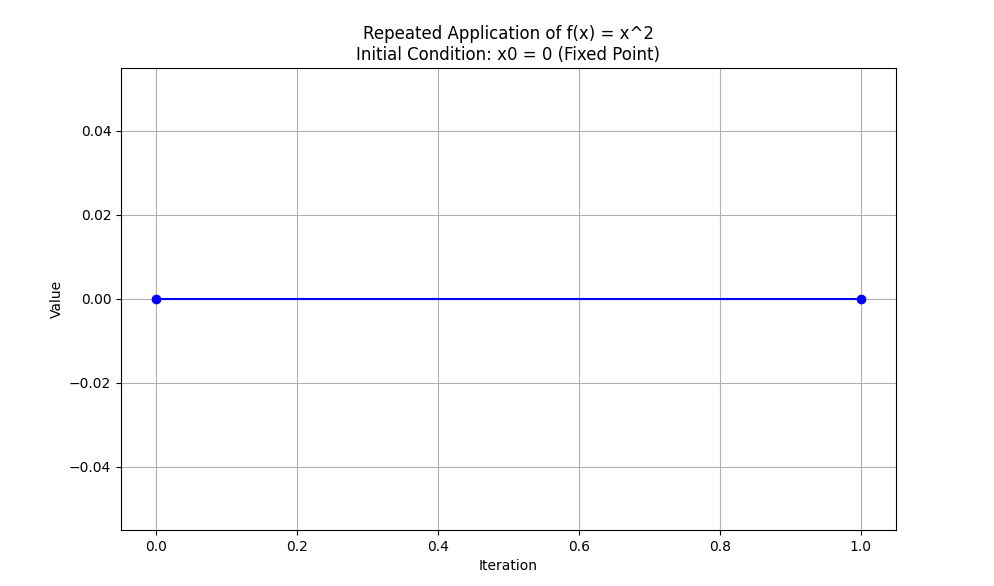 Repeated Application of f(x) = x^2
Initial Condition: x0 = 0 (Fixed Point)
0.04
0.02
0.00
−0.02
−0.04
Value
0.0 0.2 0.4 0.6 0.8 1.0
Iteration